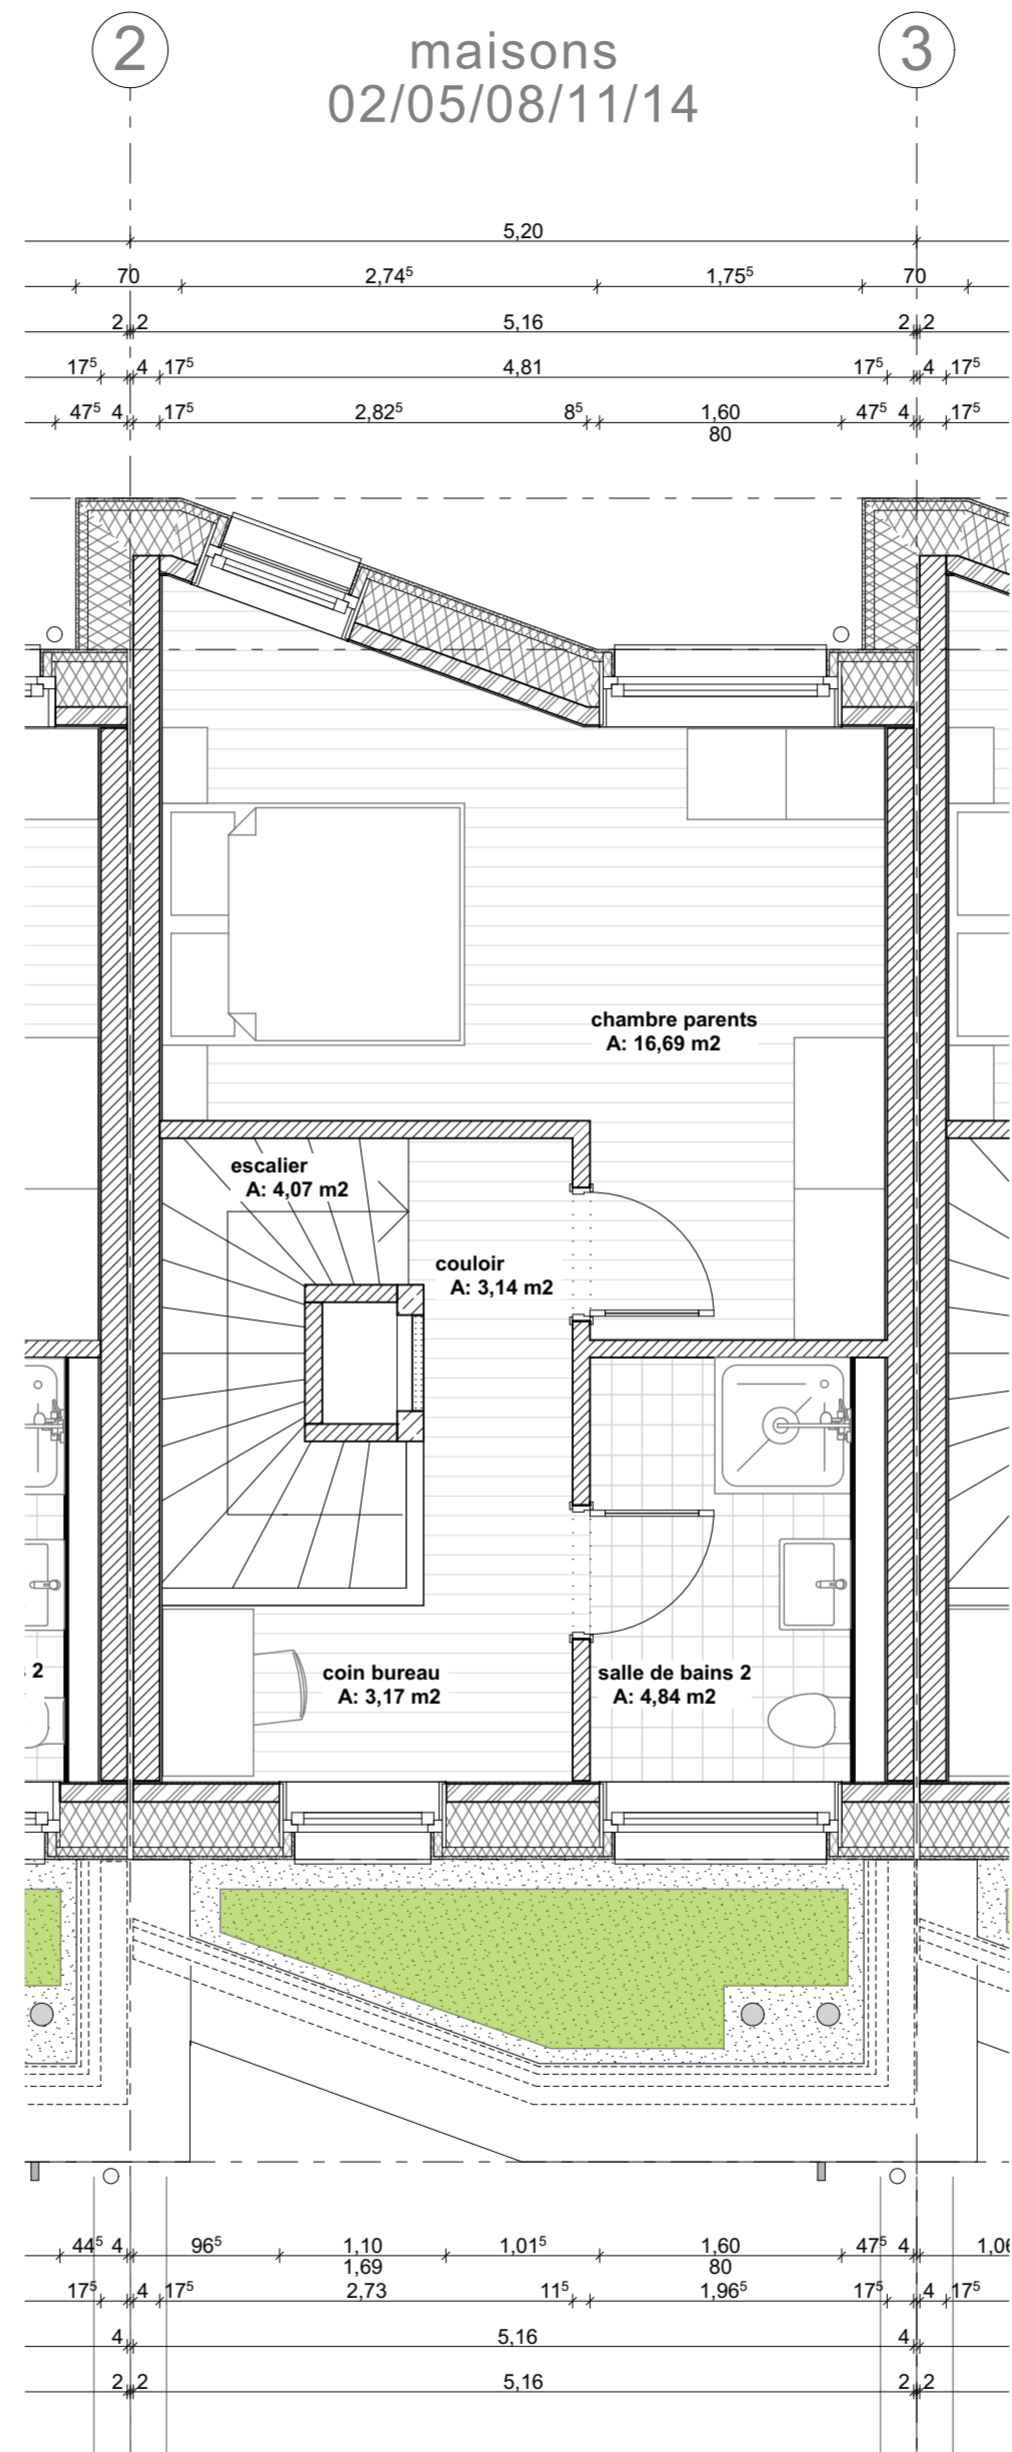 2 maisons 3
02/05/08/11/14
5,20
70 2,74⁵ 1,75⁵ 70
2 2 5,16 2 2
17⁵ 4 17⁵ 4,81 17⁵ 4 17⁵
47⁵ 4 17⁵ 2,82⁵ 8⁵ 1,60 47⁵ 4 17⁵
80
chambre parents
A: 16,69 m2
escalier
A: 4,07 m2
couloir
A: 3,14 m2
2
coin bureau
A: 3,17 m2
salle de bains 2
A: 4,84 m2
44⁵ 4 96⁵ 1,10 1,01⁵ 1,60 47⁵ 4 1,06
1,69 80
17⁵ 4 17⁵ 2,73 11⁵ 1,96⁵ 17⁵ 4 17⁵
4 5,16 4
2 2 5,16 2 2